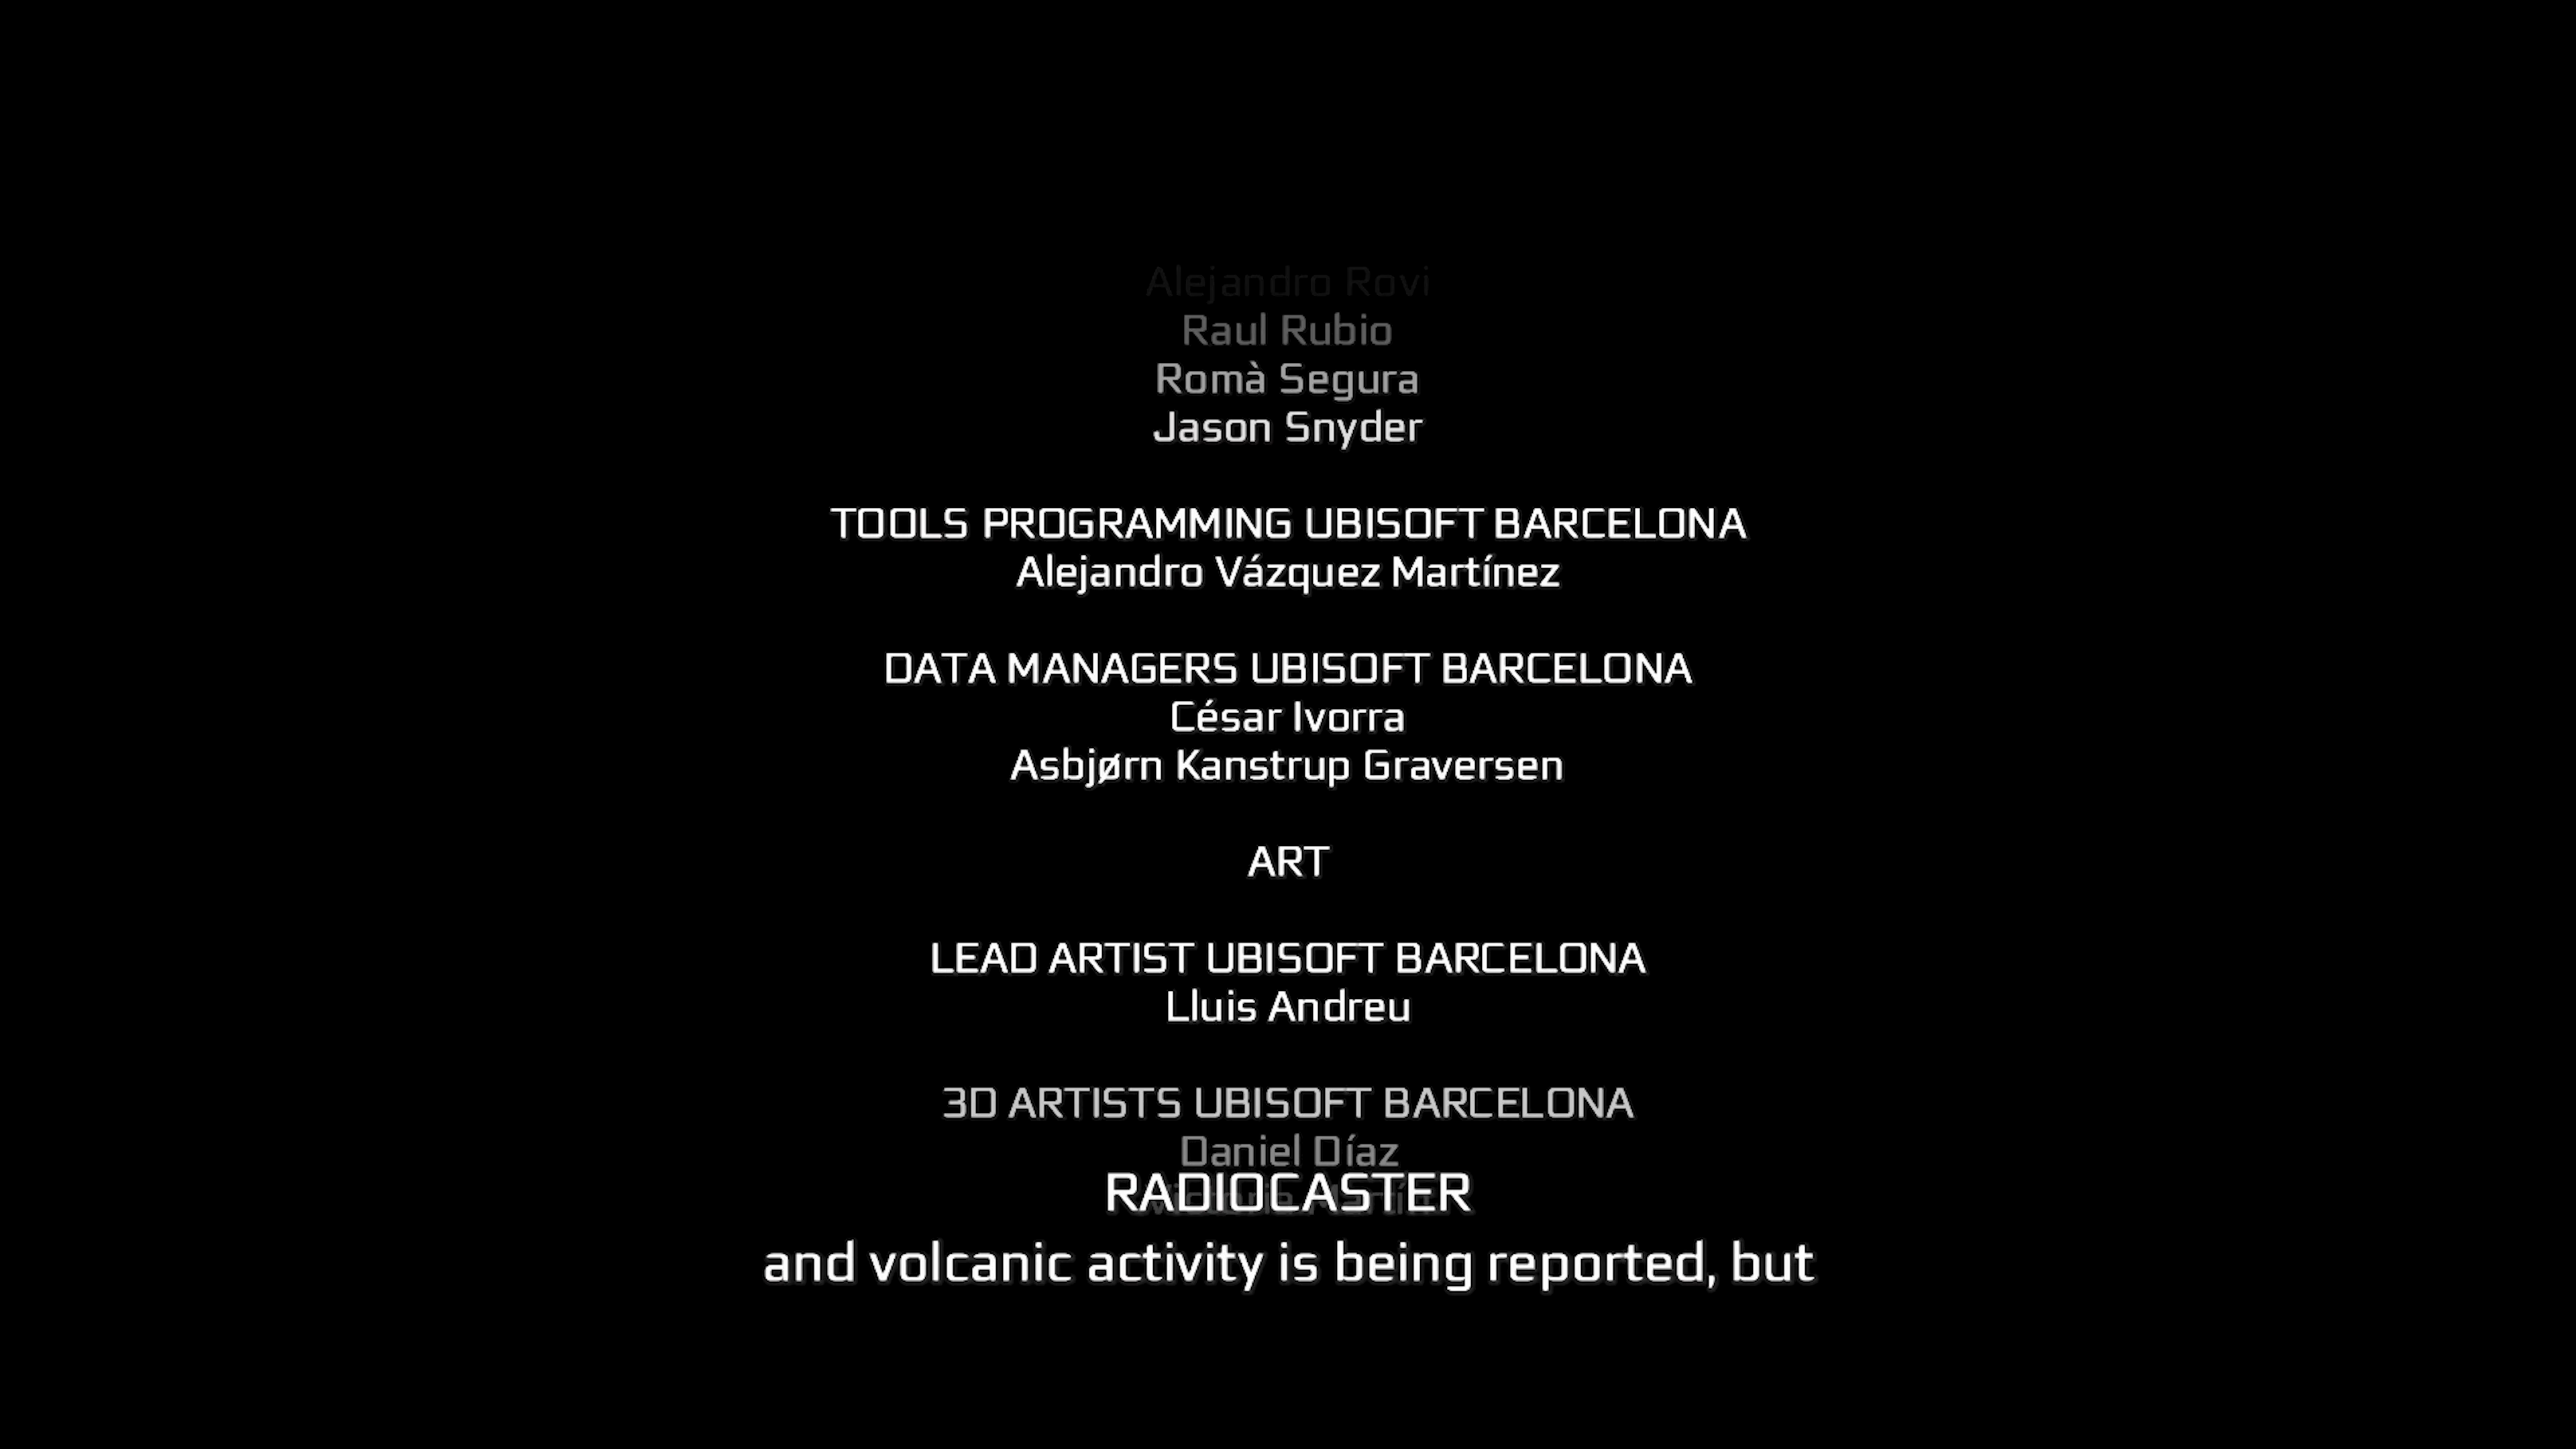 Alejandro Rovi
Raul Rubio
Romà Segura
Jason Snyder
TOOLS PROGRAMMING UBISOFT BARCELONA
Alejandro Vázquez Martínez
DATA MANAGERS UBISOFT BARCELONA
César Ivorra
Asbjørn Kanstrup Graversen
ART
LEAD ARTIST UBISOFT BARCELONA
Lluis Andreu
3D ARTISTS UBISOFT BARCELONA
Daniel Díaz
RADIOCASTER
and volcanic activity is being reported, but